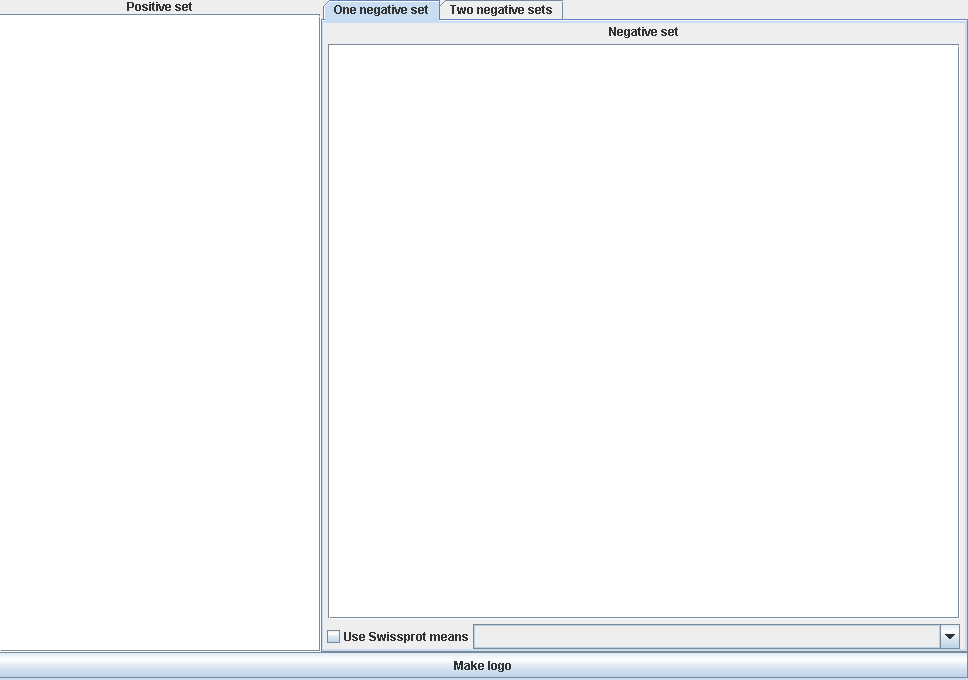 Positive set
One negative set
Two negative sets
Negative set
Use Swissprot means
Make logo